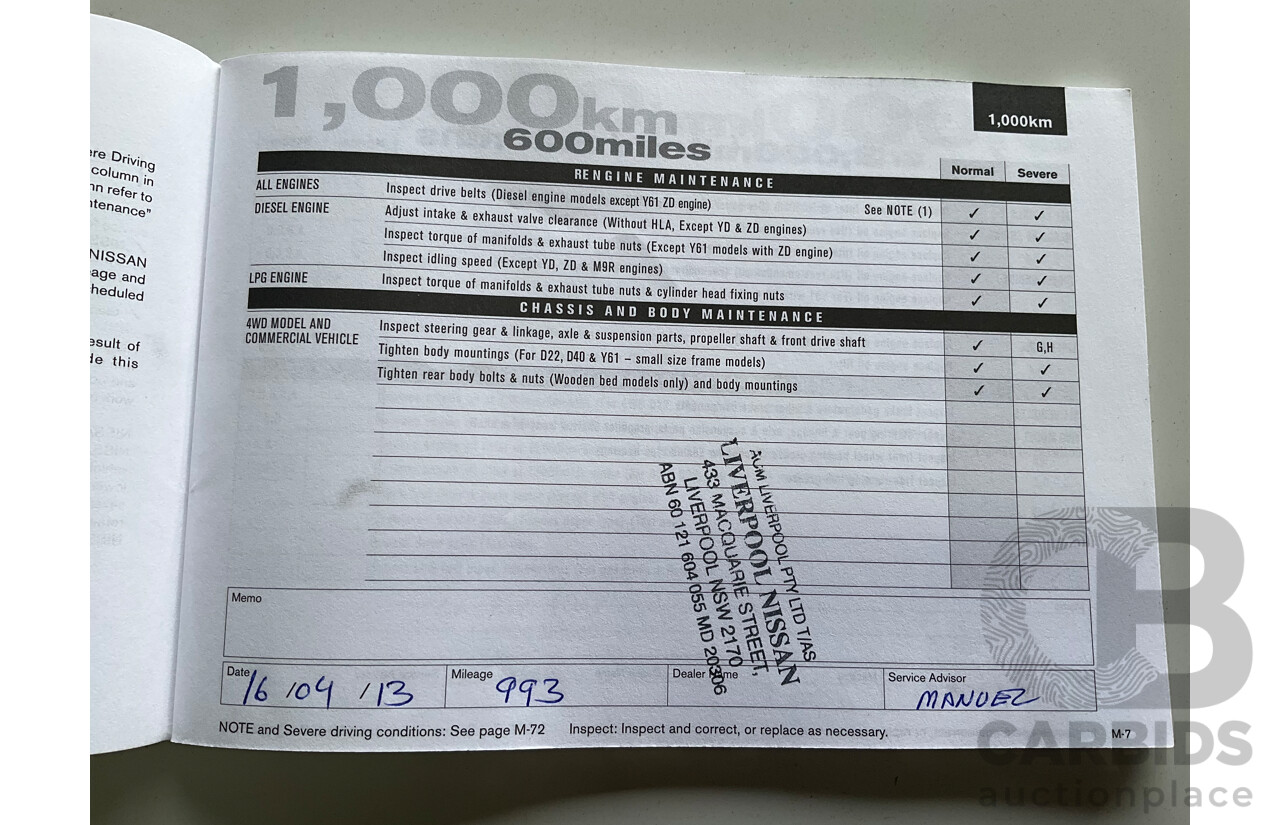 ere Driving
column in
n refer to
ntenance"
NISSAN
age and
heduled
esult of
de this
1,000km
600miles
1,000km
Normal Severe
RENGINE MAINTENANCE
ALL ENGINES Inspect drive belts (Diesel engine models except Y61 ZD engine) See NOTE (1) ✓ ✓
DIESEL ENGINE Adjust intake & exhaust valve clearance (Without HLA, Except YD & ZD engines) ✓ ✓
Inspect torque of manifolds & exhaust tube nuts (Except Y61 models with ZD engine) ✓ ✓
Inspect idling speed (Except YD, ZD & M9R engines) ✓ ✓
LPG ENGINE Inspect torque of manifolds & exhaust tube nuts & cylinder head fixing nuts ✓ ✓
CHASSIS AND BODY MAINTENANCE
4WD MODEL AND COMMERCIAL VEHICLE Inspect steering gear & linkage, axle & suspension parts, propeller shaft & front drive shaft ✓ G,H
Tighten body mountings (For D22, D40 & Y61 – small size frame models) ✓ ✓
Tighten rear body bolts & nuts (Wooden bed models only) and body mountings ✓ ✓
ACM LIVERPOOL PTY LTD T/AS
LIVERPOOL NISSAN
433 MACQUARIE STREET,
LIVERPOOL NSW 2170
ABN 60 121 604 055 MD 20306
Memo
Date 16/04/13 Mileage 993 Dealer Service Advisor MANUEL
NOTE and Severe driving conditions: See page M-72 Inspect: Inspect and correct, or replace as necessary.
M-7
CB
CARBIDS
auctionplace